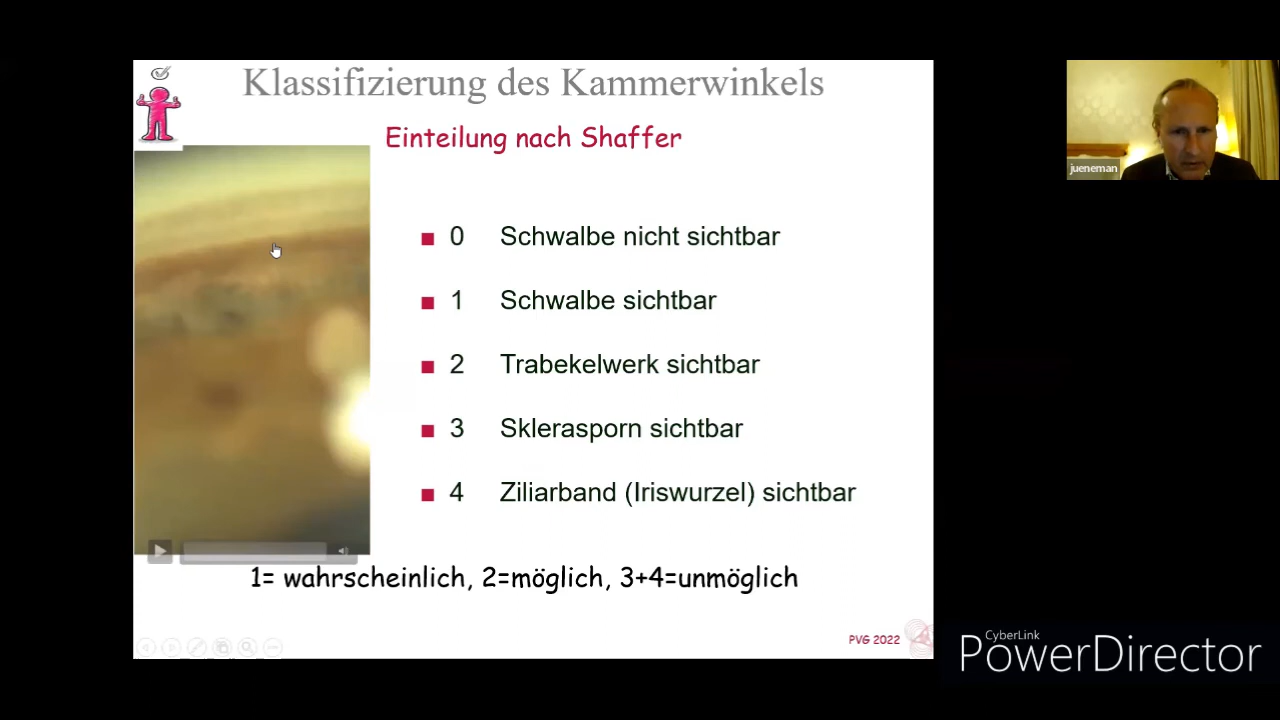 Klassifizierung des Kammerwinkels
Einteilung nach Shaffer
0 Schwalbe nicht sichtbar
1 Schwalbe sichtbar
2 Trabekelwerk sichtbar
3 Sklerasporn sichtbar
4 Ziliarband (Iriswurzel) sichtbar
1= wahrscheinlich, 2=möglich, 3+4=unmöglich
PVG 2022
jueneman
CyberLink
PowerDirector